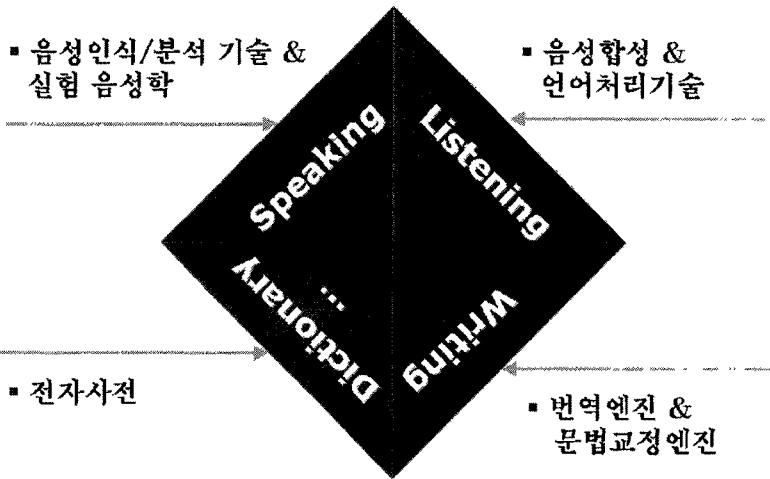 ▪ 음성인식/분석 기술 &
실험 음성학
▪ 음성합성 &
언어처리기술
Speaking
Listening
Dictionary
...
Writing
▪ 전자사전
▪ 번역엔진 &
문법교정엔진